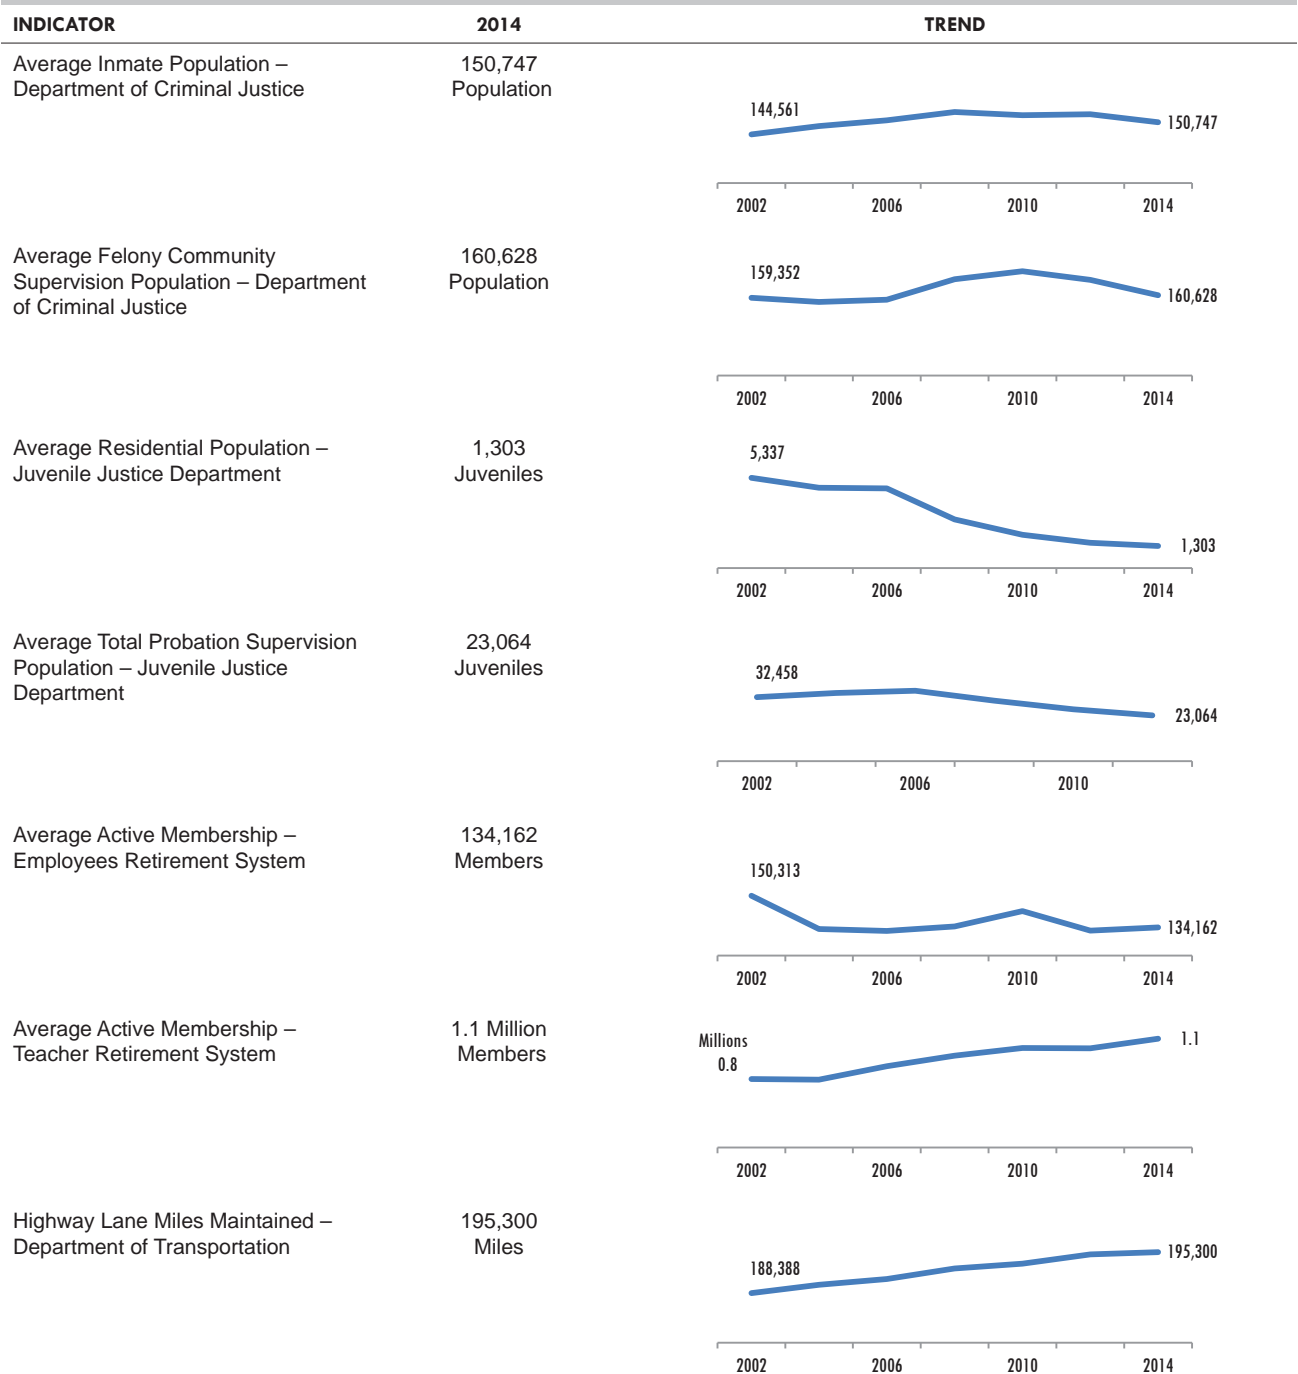 INDICATOR 2014 TREND
Average Inmate Population –
Department of Criminal Justice
150,747
Population
144,561
150,747
2002 2006 2010 2014
Average Felony Community
Supervision Population – Department
of Criminal Justice
160,628
Population
159,352
160,628
2002 2006 2010 2014
Average Residential Population –
Juvenile Justice Department
1,303
Juveniles
5,337
1,303
2002 2006 2010 2014
Average Total Probation Supervision
Population – Juvenile Justice
Department
23,064
Juveniles
32,458
23,064
2002 2006 2010
Average Active Membership –
Employees Retirement System
134,162
Members
150,313
134,162
2002 2006 2010 2014
Average Active Membership –
Teacher Retirement System
1.1 Million
Members
Millions
0.8
1.1
2002 2006 2010 2014
Highway Lane Miles Maintained –
Department of Transportation
195,300
Miles
188,388
195,300
2002 2006 2010 2014